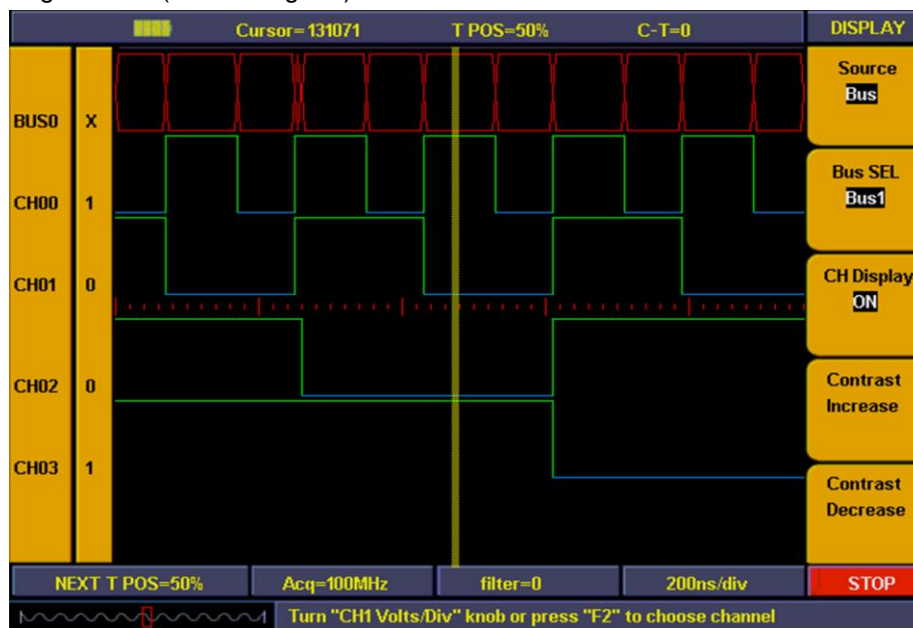 Cursor=131071 T POS=50% C-T=0 DISPLAY
Source
Bus
BUS0 X
Bus SEL
Bus1
CH00 1
CH Display
ON
CH01 0
CH02 0
Contrast
Increase
CH03 1
Contrast
Decrease
NEXT T POS=50% Acq=100MHz filter=0 200ns/div STOP
Turn "CH1 Volts/Div" knob or press "F2" to choose channel